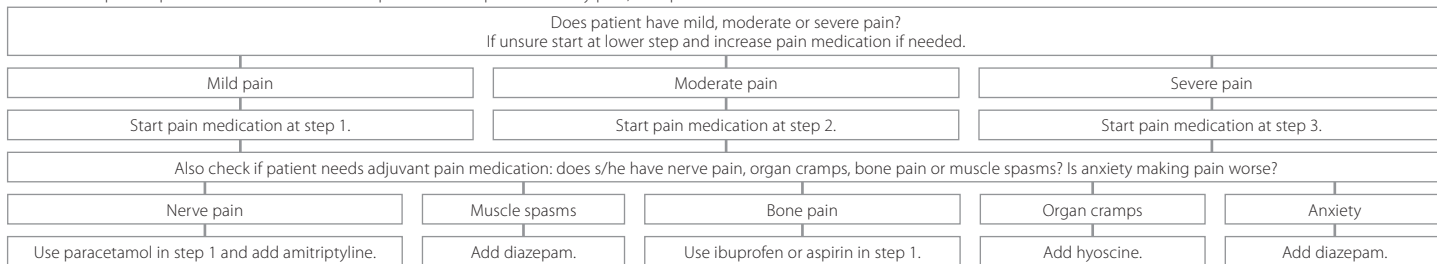 Does patient have mild, moderate or severe pain?
If unsure start at lower step and increase pain medication if needed.
Mild pain
Moderate pain
Severe pain
Start pain medication at step 1.
Start pain medication at step 2.
Start pain medication at step 3.
Also check if patient needs adjuvant pain medication: does s/he have nerve pain, organ cramps, bone pain or muscle spasms? Is anxiety making pain worse?
Nerve pain
Muscle spasms
Bone pain
Organ cramps
Anxiety
Use paracetamol in step 1 and add amitriptyline.
Add diazepam.
Use ibuprofen or aspirin in step 1.
Add hyoscine.
Add diazepam.